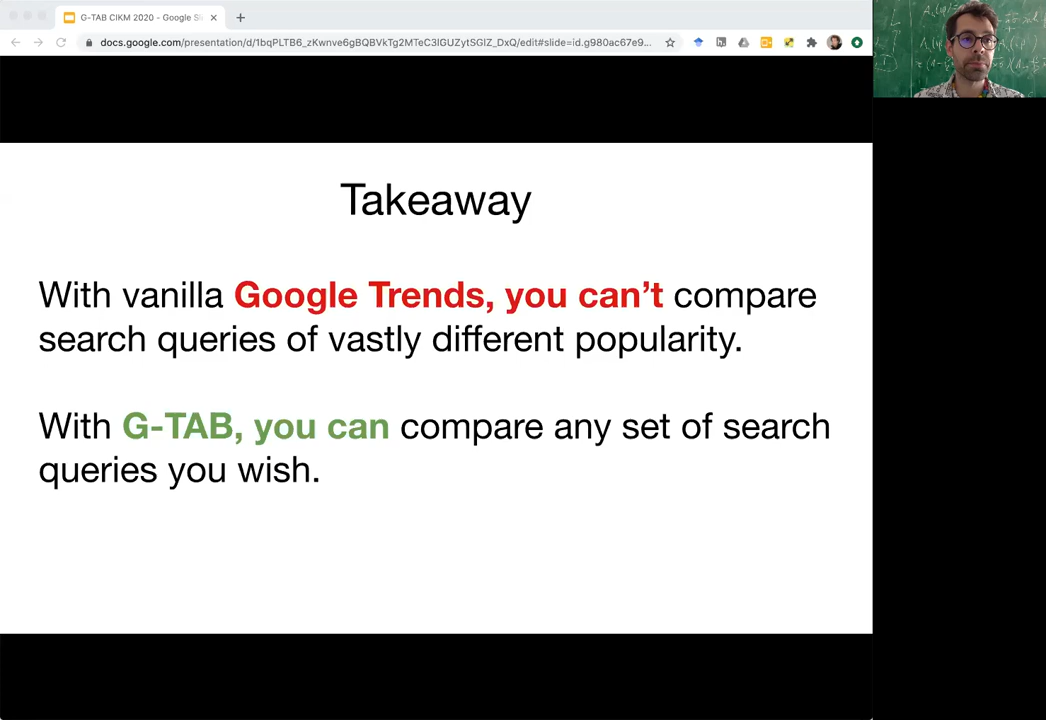 G-TAB CIKM 2020 - Google Sl
docs.google.com/presentation/d/1bqPLTB6_zKwnve6gBQBVkTg2MTeC3IGUZytSGIZ_DxQ/edit#slide=id.g980ac67e9...
Takeaway
With vanilla Google Trends, you can’t compare
search queries of vastly different popularity.
With G-TAB, you can compare any set of search
queries you wish.